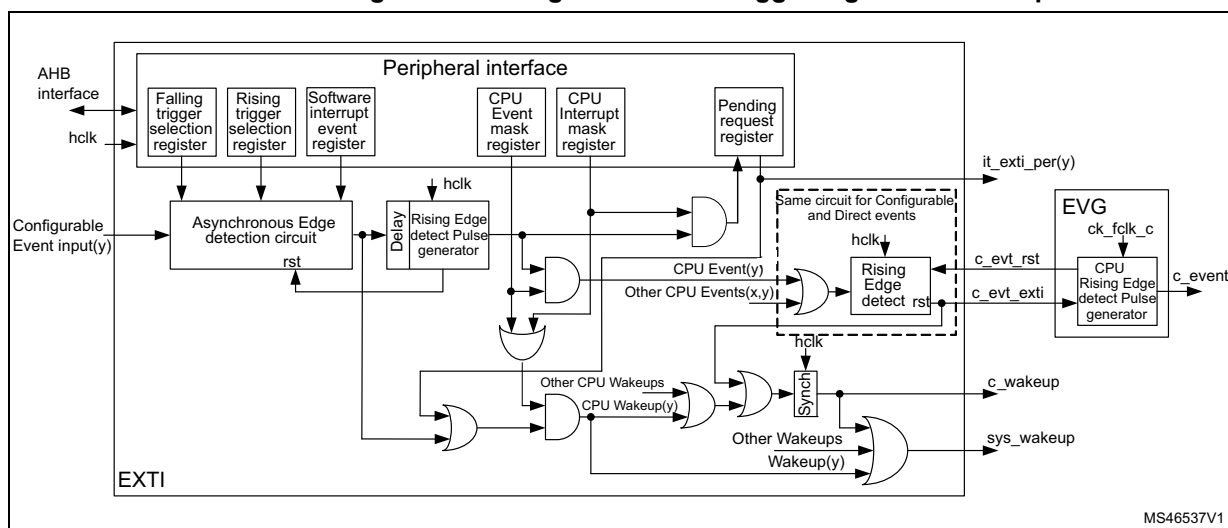 Peripheral interface
AHB
interface
hclk
Falling
trigger
selection
register
Rising
trigger
selection
register
Software
interrupt
event
register
CPU
Event
mask
register
CPU
Interrupt
mask
register
Pending
request
register
it_exti_per(y)
Configurable
Event input(y)
Asynchronous Edge
detection circuit
rst
Delay
hclk
Rising Edge
detect Pulse
generator
Same circuit for Configurable
and Direct events
hclk
Rising
Edge
detect
rst
CPU Event(y)
Other CPU Events(x,y)
c_evt_rst
c_evt_exti
EVG
ck_fclk_c
CPU
Rising Edge
detect Pulse
generator
c_event
hclk
Synch
Other CPU Wakeups
CPU Wakeup(y)
c_wakeup
Other Wakeups
Wakeup(y)
sys_wakeup
EXTI
MS46537V1